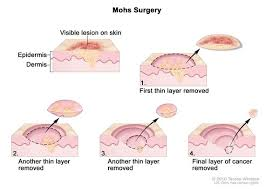 Mohs Surgery
Visible lesion on skin
Epidermis
Dermis
1.
First thin layer
removed
2.
Another thin layer
removed
3.
Another thin layer
removed
4.
Final layer of cancer
removed